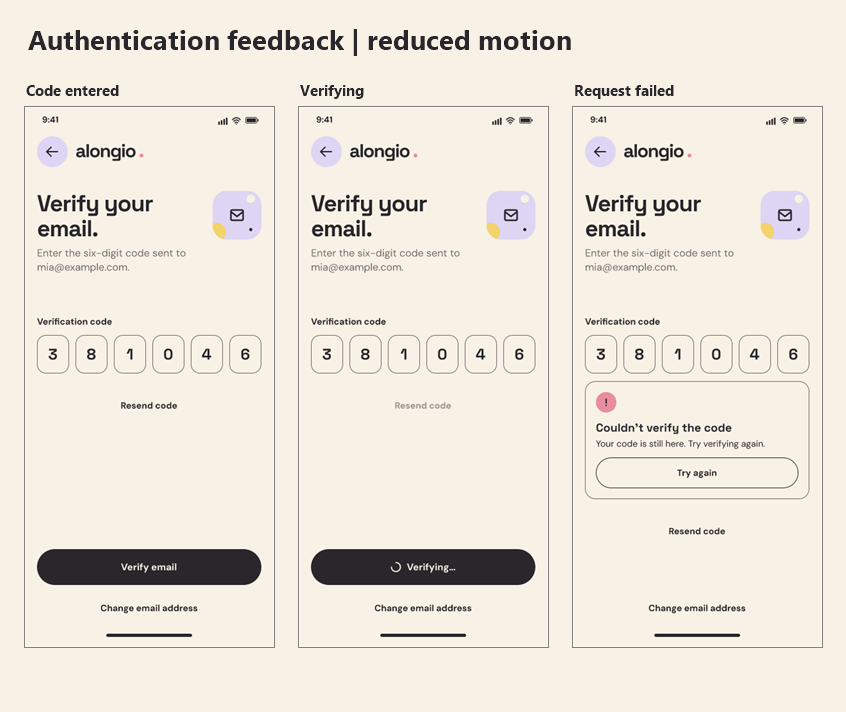 Authentication feedback | reduced motion
Code entered
9:41
alongio.
Verify your
email.
Enter the six-digit code sent to
mia@example.com.
Verification code
3 8 1 0 4 6
Resend code
Verify email
Change email address
Verifying
9:41
alongio.
Verify your
email.
Enter the six-digit code sent to
mia@example.com.
Verification code
3 8 1 0 4 6
Resend code
Verifying...
Change email address
Request failed
9:41
alongio.
Verify your
email.
Enter the six-digit code sent to
mia@example.com.
Verification code
3 8 1 0 4 6
!
Couldn't verify the code
Your code is still here. Try verifying again.
Try again
Resend code
Change email address